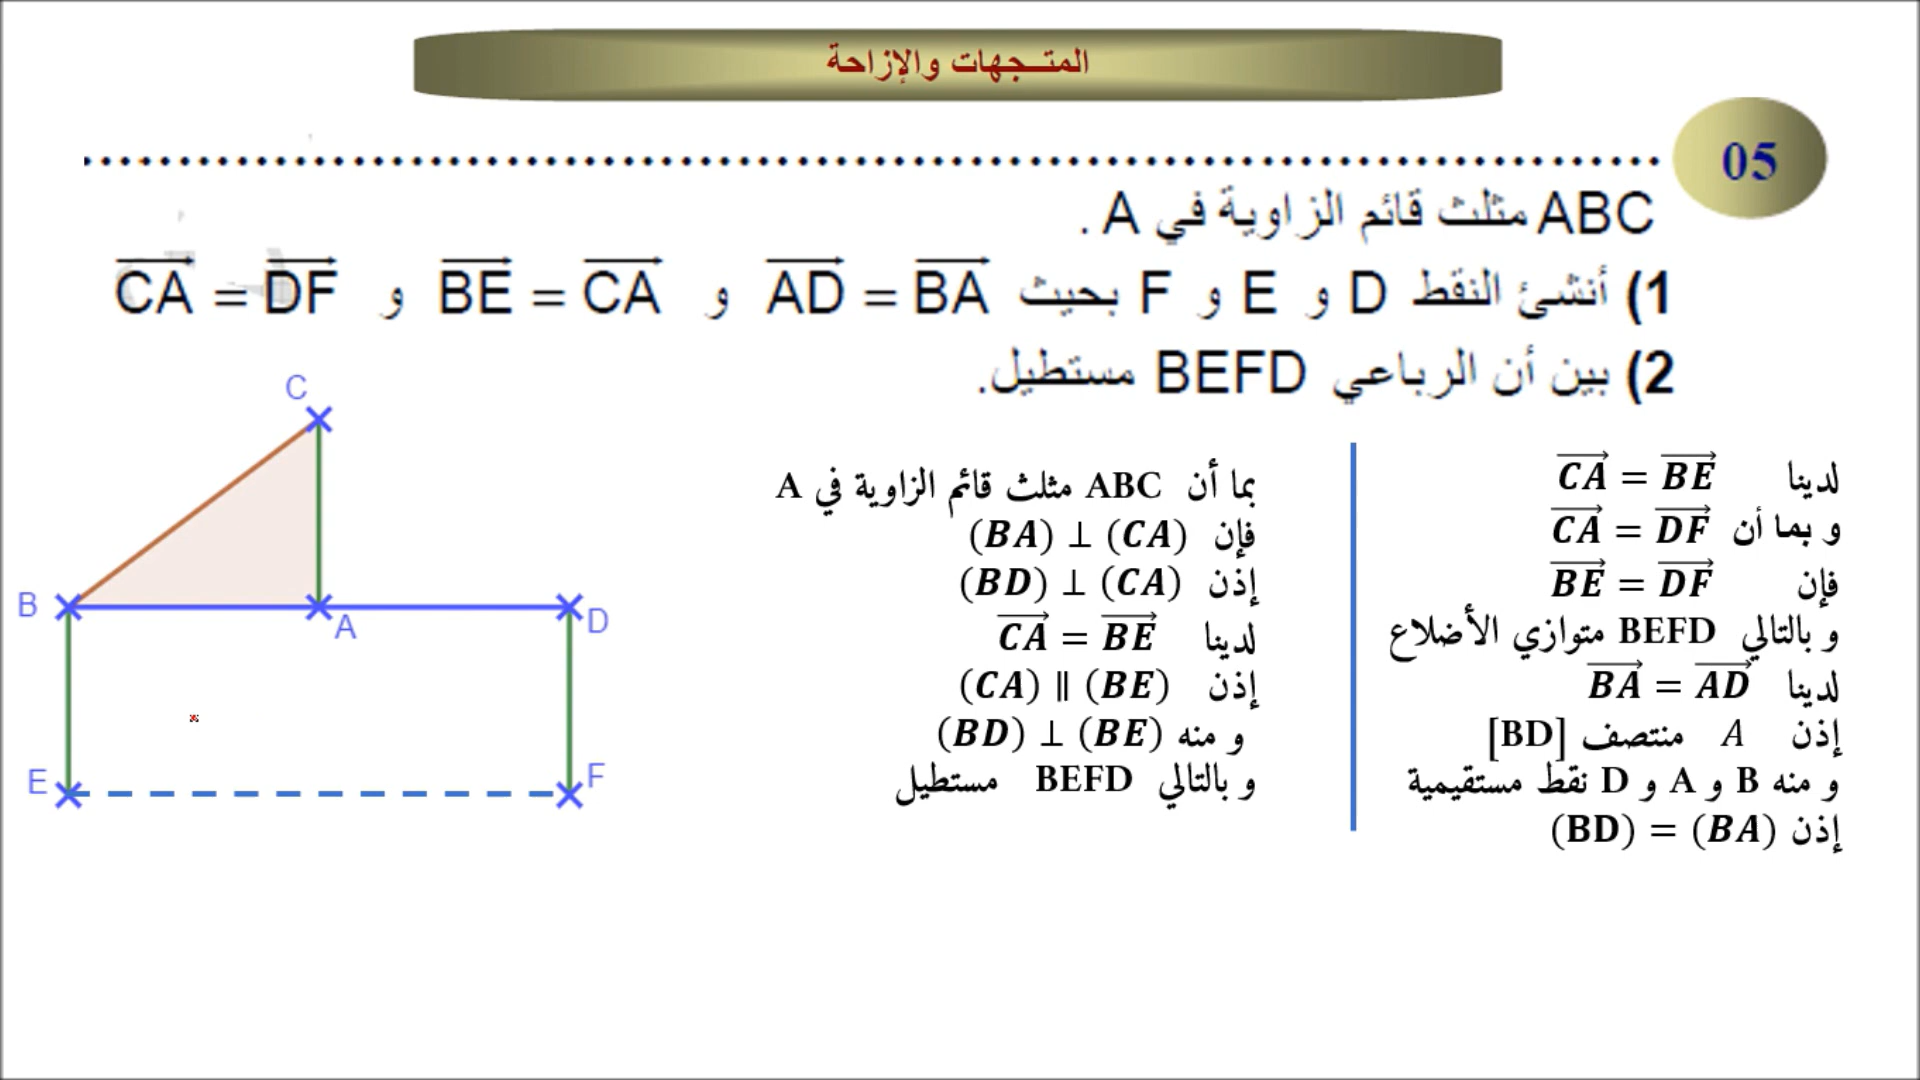 المتـجهات والإزاحة
05
ABC مثلث قائم الزاوية في A .
1) أنشئ النقط D و E و F بحيث AD = BA و BE = CA و CA = DF
2) بين أن الرباعي BEFD مستطيل.
لدينا CA = BE
و بما أن CA = DF
فإن BE = DF
و بالتالي BEFD متوازي الأضلاع
لدينا BA = AD
إذن A منتصف [BD]
و منه B و A و D نقط مستقيمية
إذن (BD) = (BA)
بما أن ABC مثلث قائم الزاوية في A
فإن (BA) ⊥ (CA)
إذن (BD) ⊥ (CA)
لدينا CA = BE
إذن (CA) ∥ (BE)
و منه (BD) ⊥ (BE)
و بالتالي BEFD مستطيل
C
B
A
D
E
F